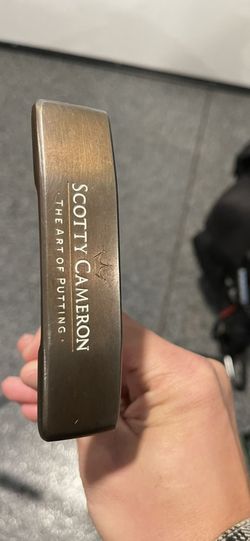 SCOTTY CAMERON
· THE ART OF PUTTING ·